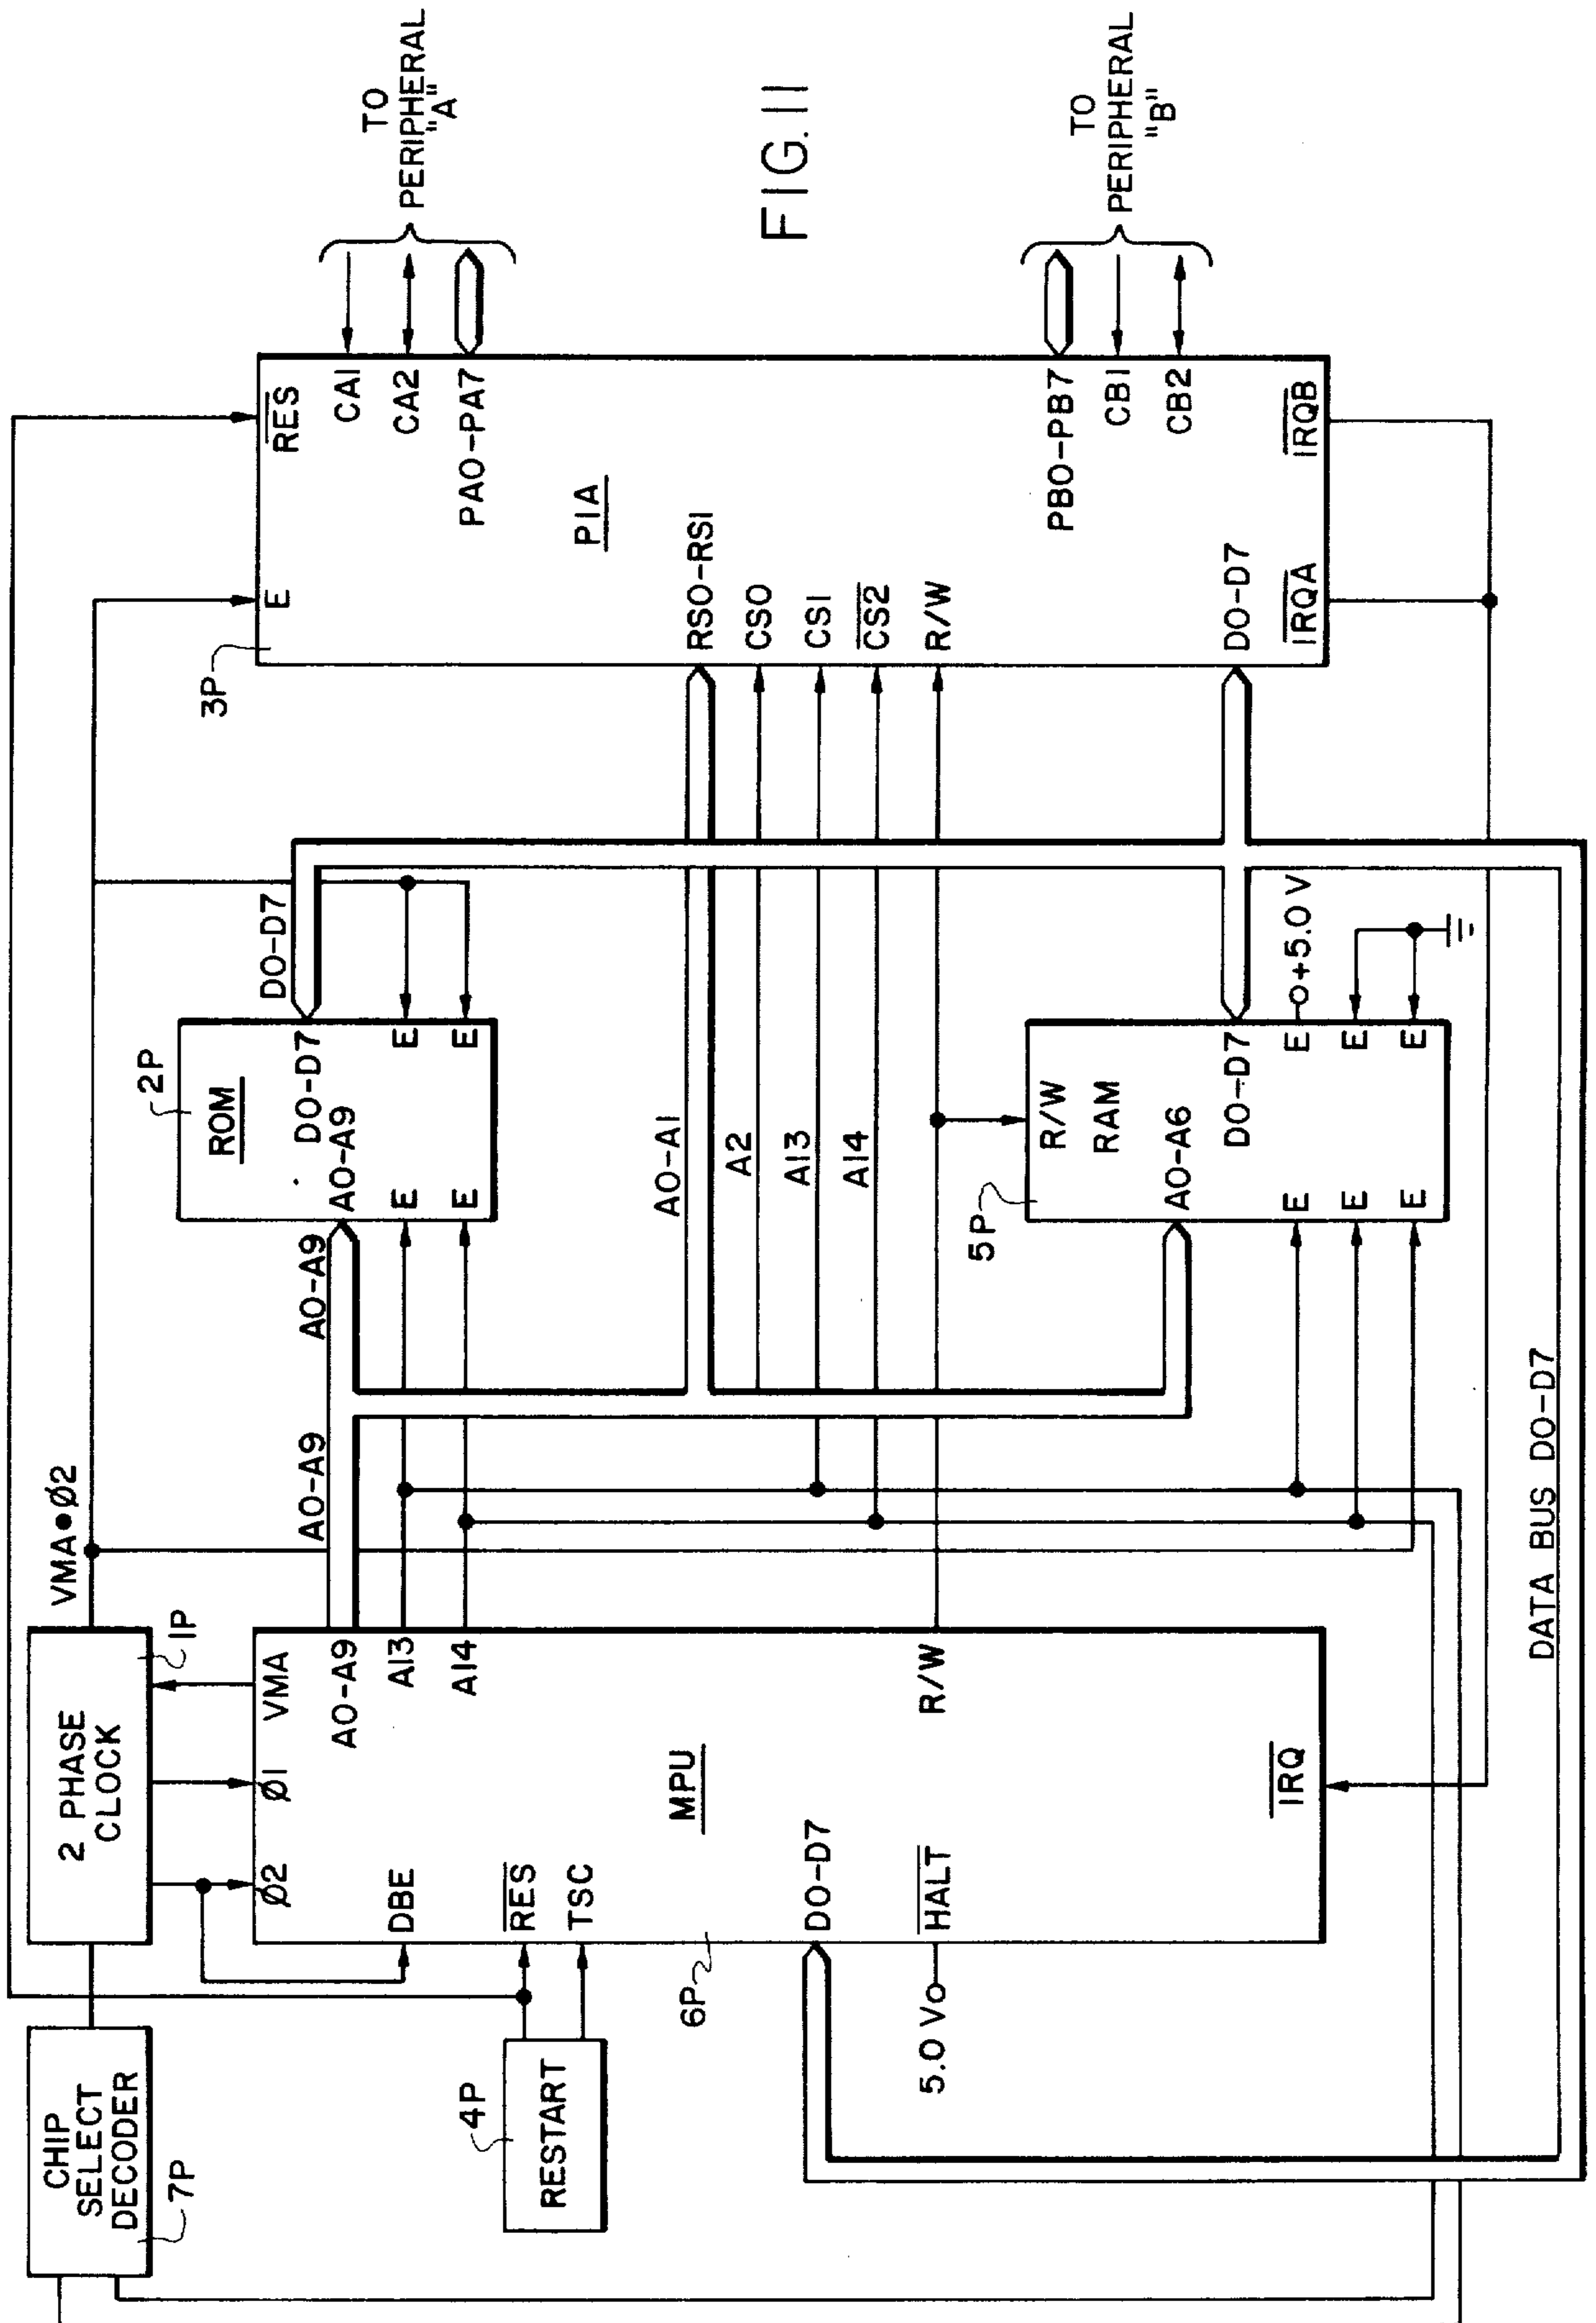 CHIP
SELECT
DECODER
7P
2 PHASE
CLOCK
1P
VMA•Ø2
4P
RESTART
Ø2
Ø1
VMA
DBE
RES
TSC
6P
MPU
A0-A9
A13
A14
D0-D7
HALT
5.0 V
R/W
IRQ
A0-A9
A0-A9
2P
ROM
D0-D7
A0-A9
E
E
E
E
D0-D7
A0-A1
A2
A13
A14
5P
R/W
RAM
A0-A6
D0-D7
E
E
E
E
E
E
+5.0 V
DATA BUS D0-D7
3P
E
RES
PIA
RS0-RS1
CS0
CS1
CS2
R/W
D0-D7
IRQA
IRQB
CA1
CA2
PA0-PA7
PB0-PB7
CB1
CB2
TO
PERIPHERAL
"A"
TO
PERIPHERAL
"B"
FIG. 11